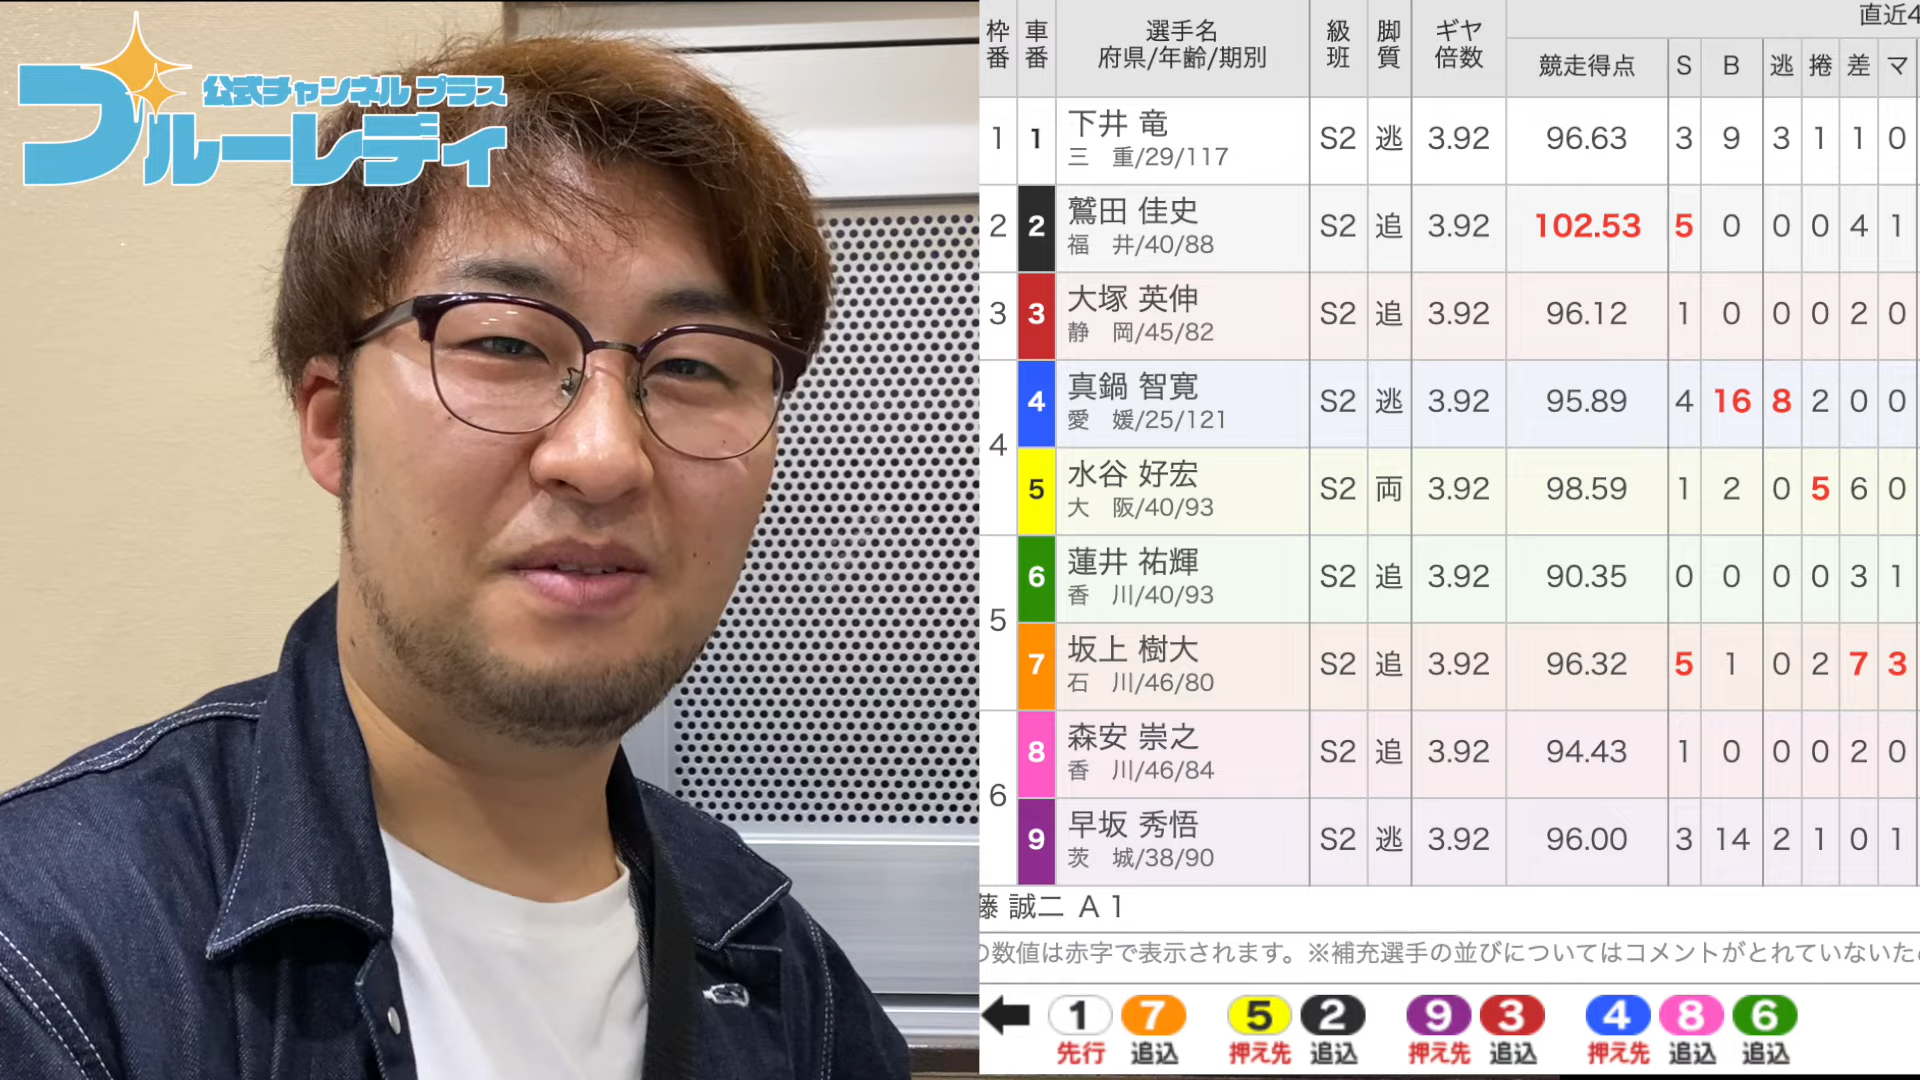 公式チャンネル プラス
ブルーレディ
直近4
枠番 車番 選手名 府県/年齢/期別 級班 脚質 ギヤ倍数 競走得点 S B 逃 捲 差 マ
1 1 下井 竜 S2 逃 3.92 96.63 3 9 3 1 1 0
三 重/29/117
2 2 鷲田 佳史 S2 追 3.92 102.53 5 0 0 0 4 1
福 井/40/88
3 3 大塚 英伸 S2 追 3.92 96.12 1 0 0 0 2 0
静 岡/45/82
4 4 真鍋 智寛 S2 逃 3.92 95.89 4 16 8 2 0 0
愛 媛/25/121
5 水谷 好宏 S2 両 3.92 98.59 1 2 0 5 6 0
大 阪/40/93
5 6 蓮井 祐輝 S2 追 3.92 90.35 0 0 0 0 3 1
香 川/40/93
7 坂上 樹大 S2 追 3.92 96.32 5 1 0 2 7 3
石 川/46/80
6 8 森安 崇之 S2 追 3.92 94.43 1 0 0 0 2 0
香 川/46/84
9 早坂 秀悟 S2 逃 3.92 96.00 3 14 2 1 0 1
茨 城/38/90
藤 誠二 A 1
の数値は赤字で表示されます。※補充選手の並びについてはコメントがとれていないため
1 7 5 2 9 3 4 8 6
先行 追込 押え先 追込 押え先 追込 押え先 追込 追込